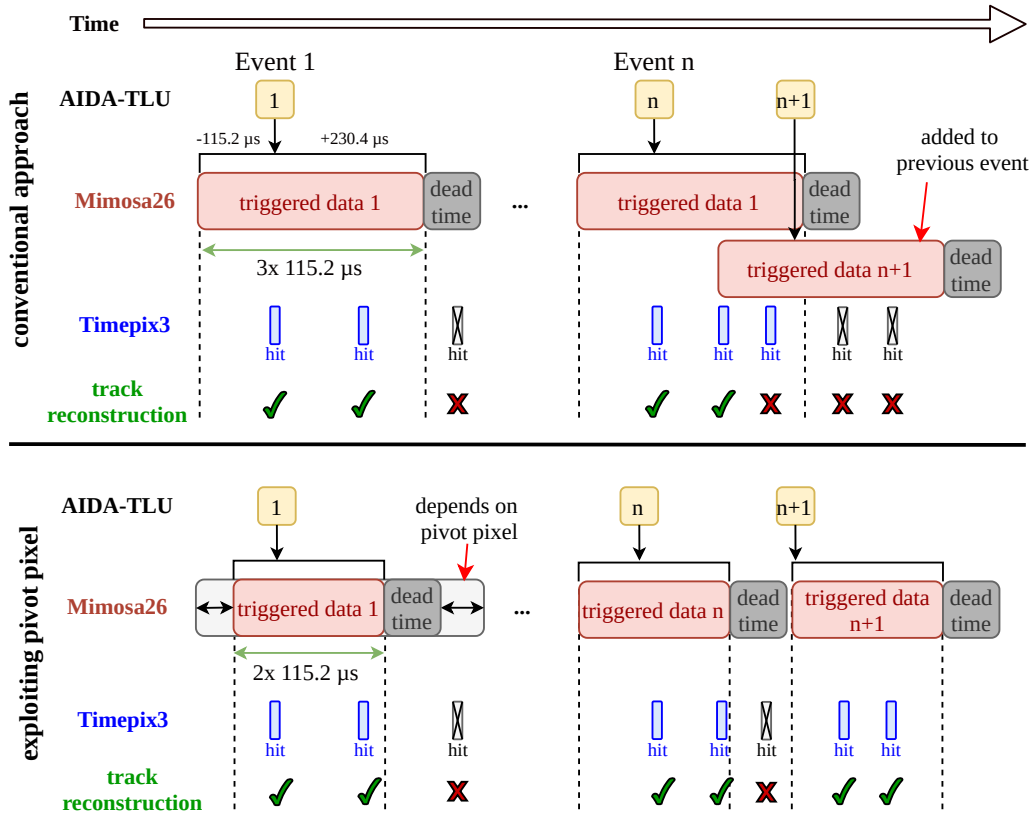 Time
Event 1
Event n
AIDA-TLU
1
n
n+1
-115.2 µs
+230.4 µs
added to
previous event
conventional approach
Mimosa26
triggered data 1
dead
time
...
triggered data 1
dead
time
3x 115.2 µs
triggered data n+1
dead
time
Timepix3
hit
hit
hit
hit
hit
hit
hit
hit
track
reconstruction
AIDA-TLU
1
n
n+1
depends on
pivot pixel
exploiting pivot pixel
Mimosa26
triggered data 1
dead
time
...
triggered data n
dead
time
triggered data
n+1
dead
time
2x 115.2 µs
Timepix3
hit
hit
hit
hit
hit
hit
hit
hit
track
reconstruction